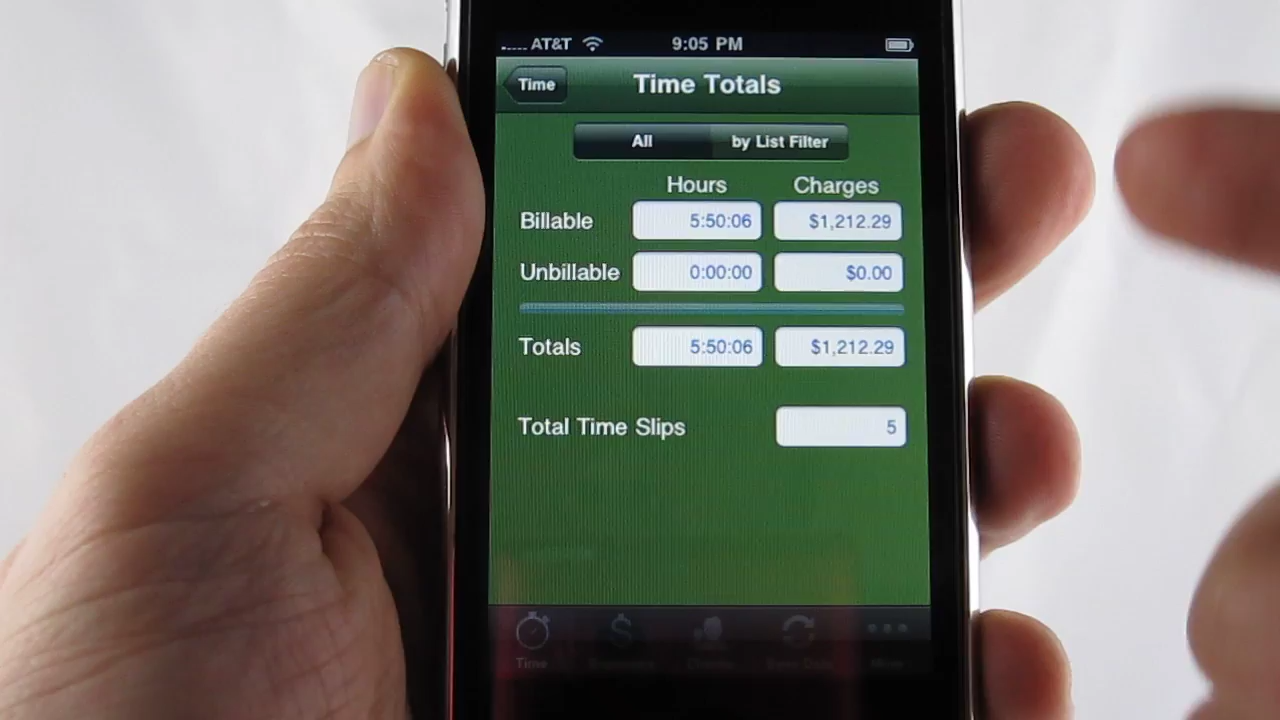 ..... AT&T 9:05 PM
Time Time Totals
All by List Filter
Hours Charges
Billable 5:50:06 $1,212.29
Unbillable 0:00:00 $0.00
Totals 5:50:06 $1,212.29
Total Time Slips 5
Time